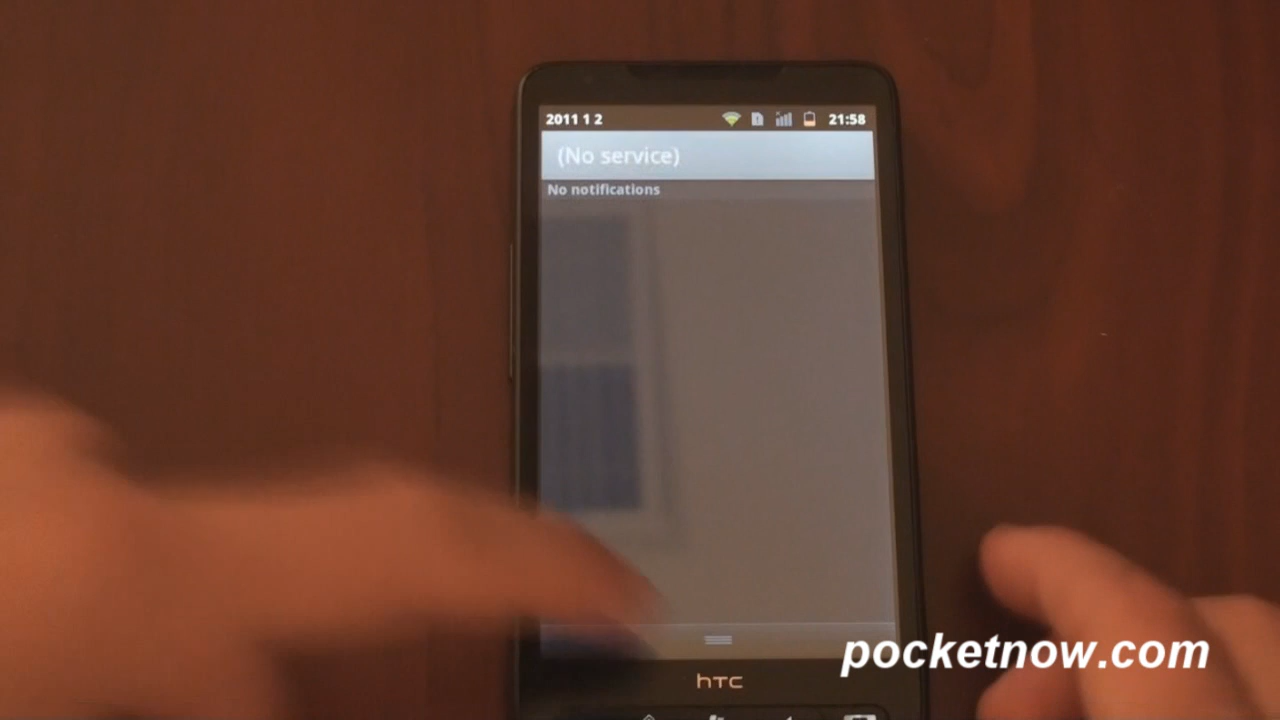 2011 1 2 21:58
(No service)
No notifications
htc
pocketnow.com